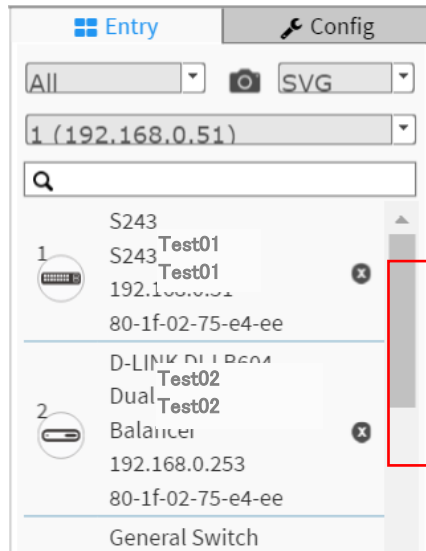 Entry
Config
All
SVG
1 (192.168.0.51)
1
S243
S243
Test01
Test01
80-1f-02-75-e4-ee
2
D-LINK
Dual
Test02
Test02
Balancer
192.168.0.253
80-1f-02-75-e4-ee
General Switch